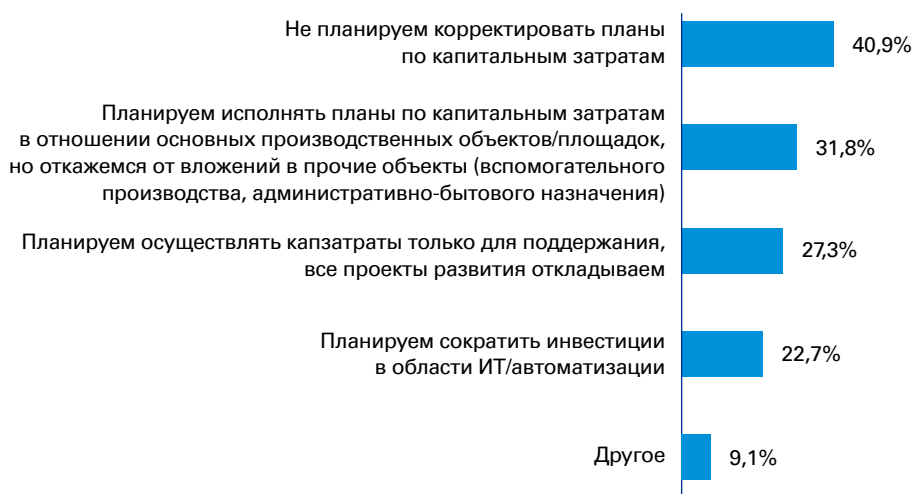 Не планируем корректировать планы
по капитальным затратам
40,9%
Планируем исполнять планы по капитальным затратам
в отношении основных производственных объектов/площадок,
но откажемся от вложений в прочие объекты (вспомогательного
производства, административно-бытового назначения)
31,8%
Планируем осуществлять капзатраты только для поддержания,
все проекты развития откладываем
27,3%
Планируем сократить инвестиции
в области ИТ/автоматизации
22,7%
Другое
9,1%